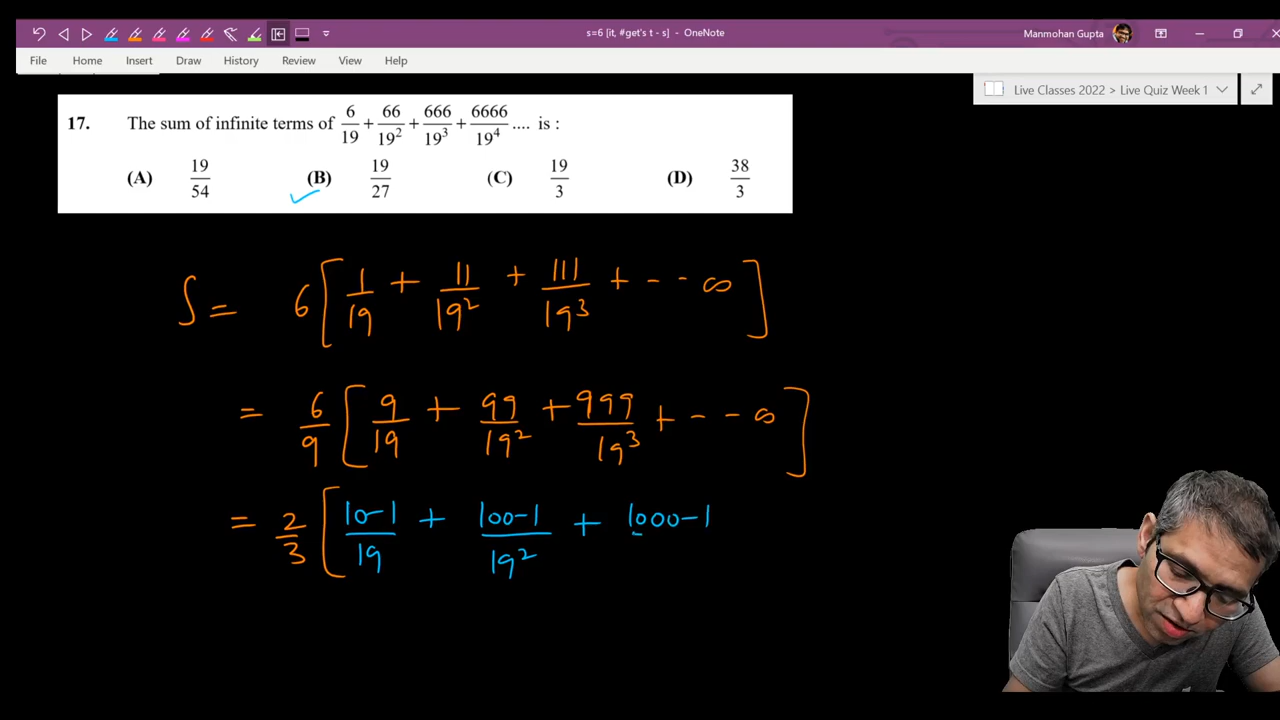 s=6 [it, #get's t - s] - OneNote
Manmohan Gupta
File Home Insert Draw History Review View Help
Live Classes 2022 > Live Quiz Week 1
17. The sum of infinite terms of 6/19 + 66/19² + 666/19³ + 6666/19⁴ .... is :
(A) 19/54 (B) 19/27 (C) 19/3 (D) 38/3
S = 6[1/19 + 11/19² + 111/19³ + - - ∞]
= 6/9[9/19 + 99/19² + 999/19³ + - - ∞]
= 2/3[10-1/19 + 100-1/19² + 1000-1